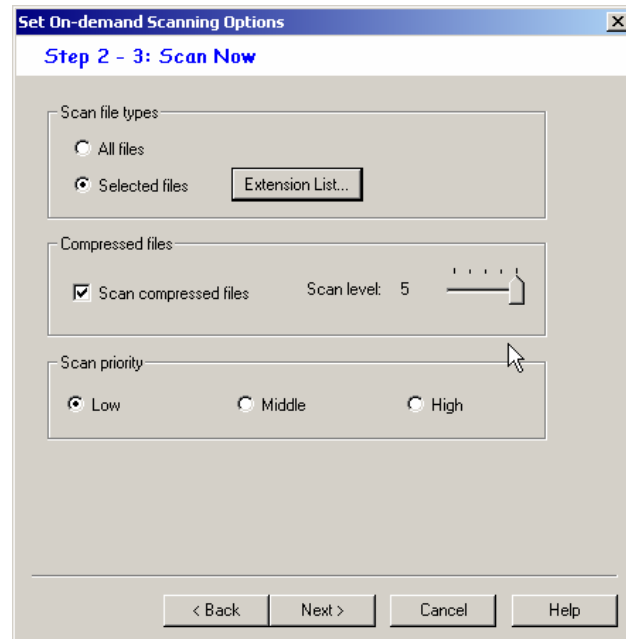 Set On-demand Scanning Options
Step 2 - 3: Scan Now
Scan file types
All files
Selected files Extension List...
Compressed files
Scan compressed files Scan level: 5
Scan priority
Low Middle High
< Back Next > Cancel Help